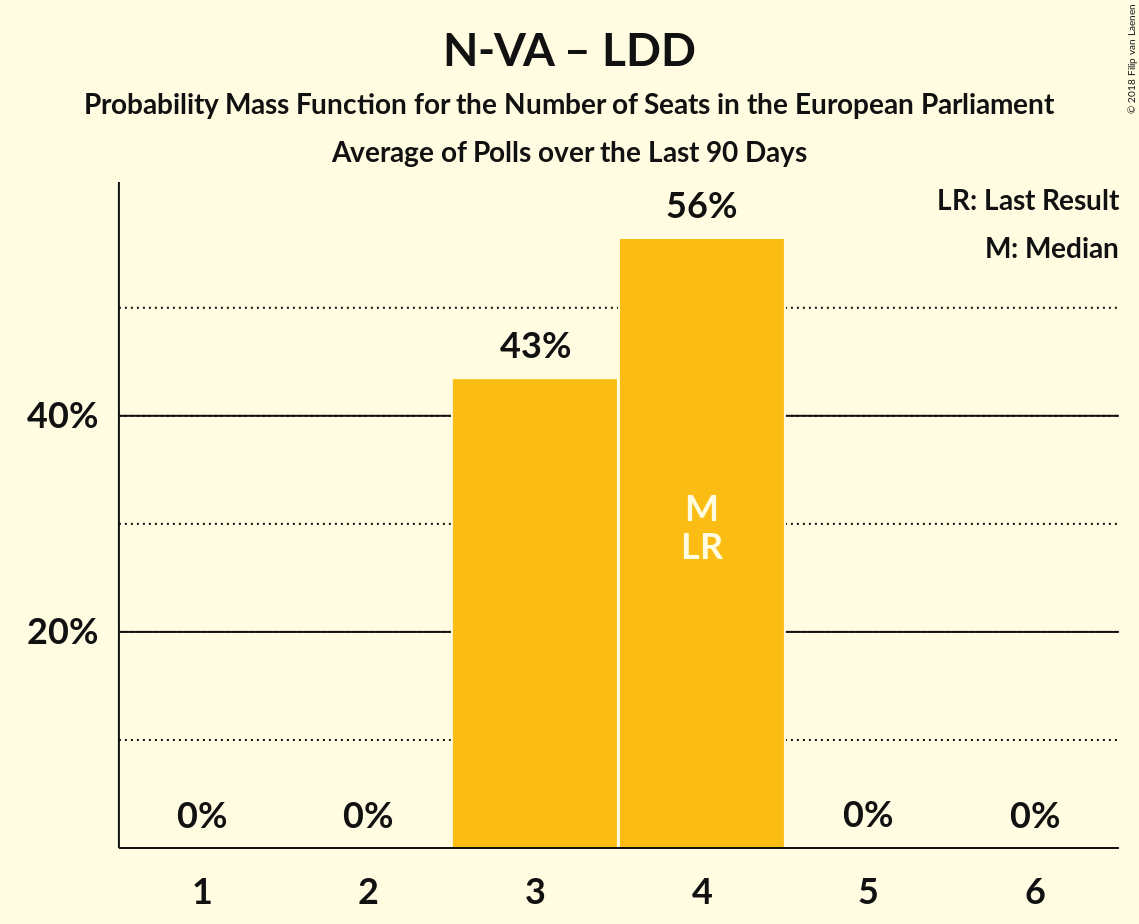 N-VA – LDD
Probability Mass Function for the Number of Seats in the European Parliament
Average of Polls over the Last 90 Days
© 2018 Filip van Laenen
LR: Last Result
M: Median
56%
43%
40%
20%
M
LR
0%
0%
0%
0%
1
2
3
4
5
6